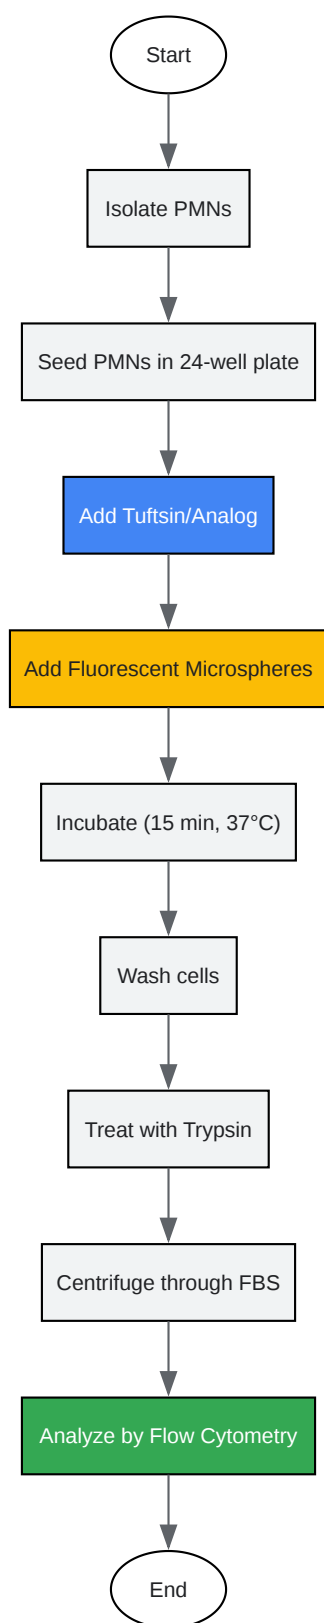 Start
Isolate PMNs
Seed PMNs in 24-well plate
Add Tuftsin/Analog
Add Fluorescent Microspheres
Incubate (15 min, 37°C)
Wash cells
Treat with Trypsin
Centrifuge through FBS
Analyze by Flow Cytometry
End